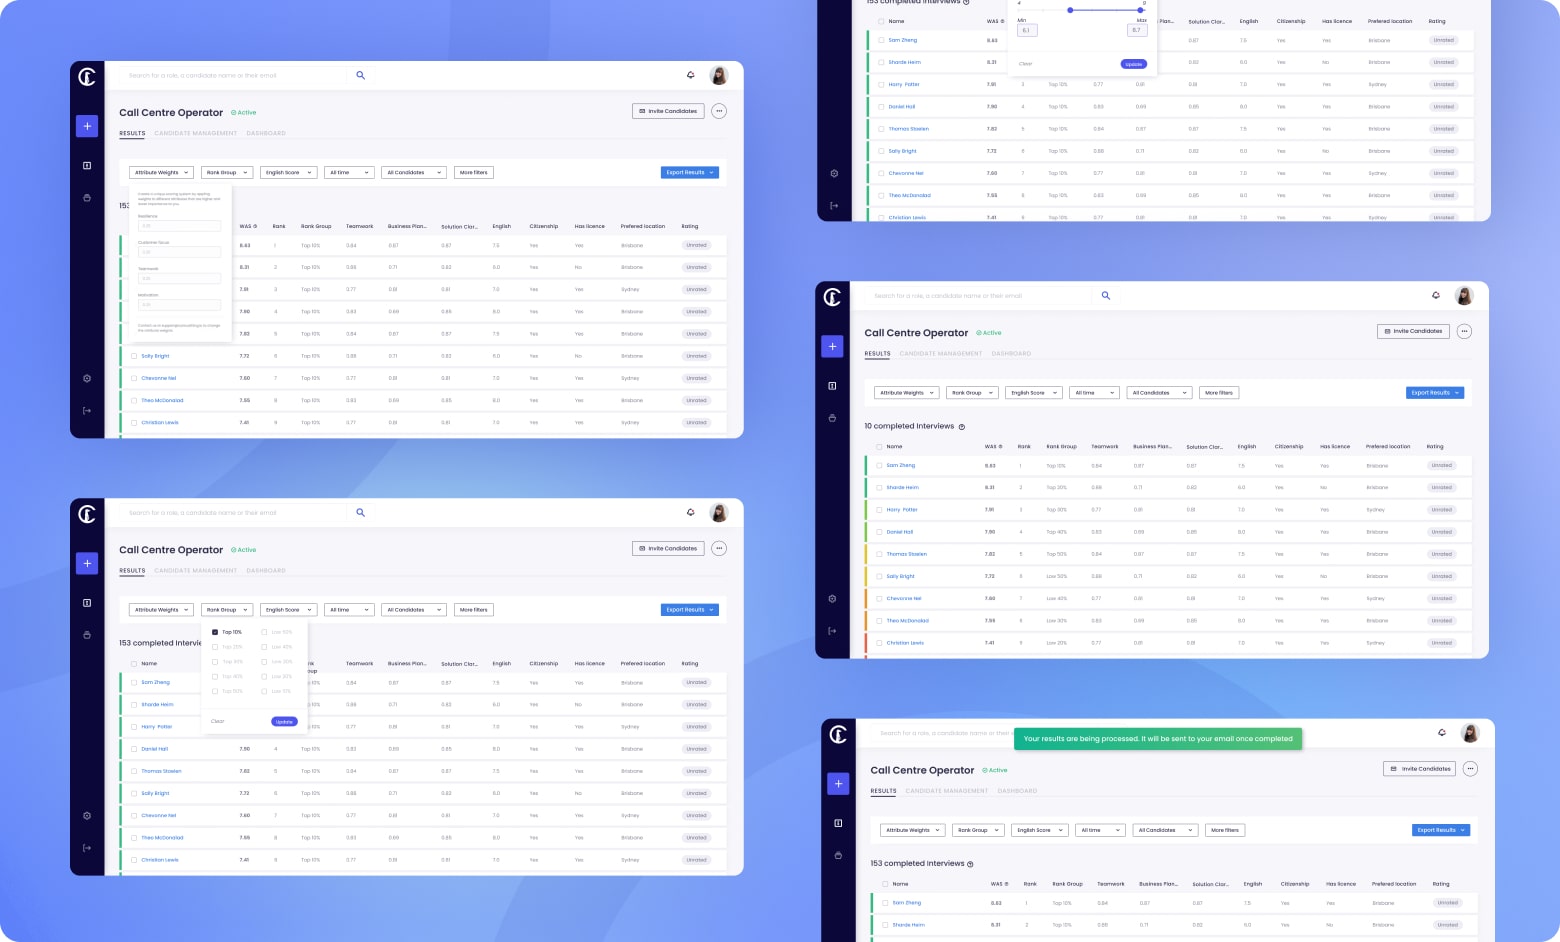 Search for a role, a candidate name or their email
Call Centre Operator Active
Invite Candidates
RESULTS CANDIDATE MANAGEMENT DASHBOARD
Attribute Weights Rank Group English Score All time All Candidates More filters Export Results
153
Resilience
Customer focus
Teamwork
Motivation
WAS Rank Rank Group Teamwork Business Plan... Solution Clar... English Citizenship Has licence Prefered location Rating
8.63 1 Top 10% 0.84 0.87 0.87 7.5 Yes Yes Brisbane Unrated
8.31 2 Top 10% 0.88 0.71 0.82 6.0 Yes No Brisbane Unrated
7.91 3 Top 10% 0.77 0.81 0.81 7.0 Yes Yes Sydney Unrated
7.90 4 Top 10% 0.83 0.69 0.85 8.0 Yes Yes Brisbane Unrated
7.82 5 Top 10% 0.84 0.87 0.87 7.5 Yes Yes Brisbane Unrated
Sally Bright 7.72 6 Top 10% 0.88 0.71 0.82 6.0 Yes No Brisbane Unrated
Chevonne Nel 7.60 7 Top 10% 0.77 0.81 0.81 7.0 Yes Yes Sydney Unrated
Theo McDonalad 7.55 8 Top 10% 0.83 0.69 0.85 8.0 Yes Yes Brisbane Unrated
Christian Lewis 7.41 9 Top 10% 0.77 0.81 0.81 7.0 Yes Yes Sydney Unrated
Search for a role, a candidate name or their email
Call Centre Operator Active
Invite Candidates
RESULTS CANDIDATE MANAGEMENT DASHBOARD
Attribute Weights Rank Group English Score All time All Candidates More filters Export Results
Top 10% Low 50%
Top 20% Low 40%
Top 30% Low 30%
Top 40% Low 20%
Top 50% Low 10%
Clear Update
153 completed Intervie
Name Teamwork Business Plan... Solution Clar... English Citizenship Has licence Prefered location Rating
Sam Zheng 0.84 0.87 0.87 7.5 Yes Yes Brisbane Unrated
Sharde Heim 0.88 0.71 0.82 6.0 Yes No Brisbane Unrated
Harry Potter 0.77 0.81 0.81 7.0 Yes Yes Sydney Unrated
Daniel Hall 7.90 4 Top 10% 0.83 0.69 0.85 8.0 Yes Yes Brisbane Unrated
Thomas Stowien 7.82 5 Top 10% 0.84 0.87 0.87 7.5 Yes Yes Brisbane Unrated
Sally Bright 7.72 6 Top 10% 0.88 0.71 0.82 6.0 Yes No Brisbane Unrated
Chevonne Nel 7.60 7 Top 10% 0.77 0.81 0.81 7.0 Yes Yes Sydney Unrated
Theo McDonalad 7.55 8 Top 10% 0.83 0.69 0.85 8.0 Yes Yes Brisbane Unrated
Christian Lewis 7.41 9 Top 10% 0.77 0.81 0.81 7.0 Yes Yes Sydney Unrated
153 completed Interviews
4 9
Min Max
Clear Update
Name WAS Plan... Solution Clar... English Citizenship Has licence Prefered location Rating
Sam Zheng 8.63 0.87 7.5 Yes Yes Brisbane Unrated
Sharde Heim 8.31 0.82 6.0 Yes No Brisbane Unrated
Harry Potter 7.91 3 Top 10% 0.77 0.81 0.81 7.0 Yes Yes Sydney Unrated
Daniel Hall 7.90 4 Top 10% 0.83 0.69 0.85 8.0 Yes Yes Brisbane Unrated
Thomas Stowien 7.82 5 Top 10% 0.84 0.87 0.87 7.5 Yes Yes Brisbane Unrated
Sally Bright 7.72 6 Top 10% 0.88 0.71 0.82 6.0 Yes No Brisbane Unrated
Chevonne Nel 7.60 7 Top 10% 0.77 0.81 0.81 7.0 Yes Yes Sydney Unrated
Theo McDonalad 7.55 8 Top 10% 0.83 0.69 0.85 8.0 Yes Yes Brisbane Unrated
Christian Lewis 7.41 9 Top 10% 0.77 0.81 0.81 7.0 Yes Yes Sydney Unrated
Search for a role, a candidate name or their email
Call Centre Operator Active
Invite Candidates
RESULTS CANDIDATE MANAGEMENT DASHBOARD
Attribute Weights Rank Group English Score All time All Candidates More filters Export Results
10 completed Interviews
Name WAS Rank Rank Group Teamwork Business Plan... Solution Clar... English Citizenship Has licence Prefered location Rating
Sam Zheng 8.63 1 Top 10% 0.84 0.87 0.87 7.5 Yes Yes Brisbane Unrated
Sharde Heim 8.31 2 Top 20% 0.88 0.71 0.82 6.0 Yes No Brisbane Unrated
Harry Potter 7.91 3 Top 30% 0.77 0.81 0.81 7.0 Yes Yes Sydney Unrated
Daniel Hall 7.90 4 Top 40% 0.83 0.69 0.85 8.0 Yes Yes Brisbane Unrated
Thomas Stowien 7.82 5 Top 50% 0.84 0.87 0.87 7.5 Yes Yes Brisbane Unrated
Sally Bright 7.72 6 Low 50% 0.88 0.71 0.82 6.0 Yes No Brisbane Unrated
Chevonne Nel 7.60 7 Low 40% 0.77 0.81 0.81 7.0 Yes Yes Sydney Unrated
Theo McDonalad 7.55 8 Low 30% 0.83 0.69 0.85 8.0 Yes Yes Brisbane Unrated
Christian Lewis 7.41 9 Low 20% 0.77 0.81 0.81 7.0 Yes Yes Sydney Unrated
Search for a role, a candidate name or their e
Your results are being processed. It will be sent to your email once completed
Call Centre Operator Active
Invite Candidates
RESULTS CANDIDATE MANAGEMENT DASHBOARD
Attribute Weights Rank Group English Score All time All Candidates More filters Export Results
153 completed Interviews
Name WAS Rank Rank Group Teamwork Business Plan... Solution Clar... English Citizenship Has licence Prefered location Rating
Sam Zheng 8.63 1 Top 10% 0.84 0.87 0.87 7.5 Yes Yes Brisbane Unrated
Sharde Heim 8.31 2 Top 10% 0.88 0.71 0.82 6.0 Yes No Brisbane Unrated